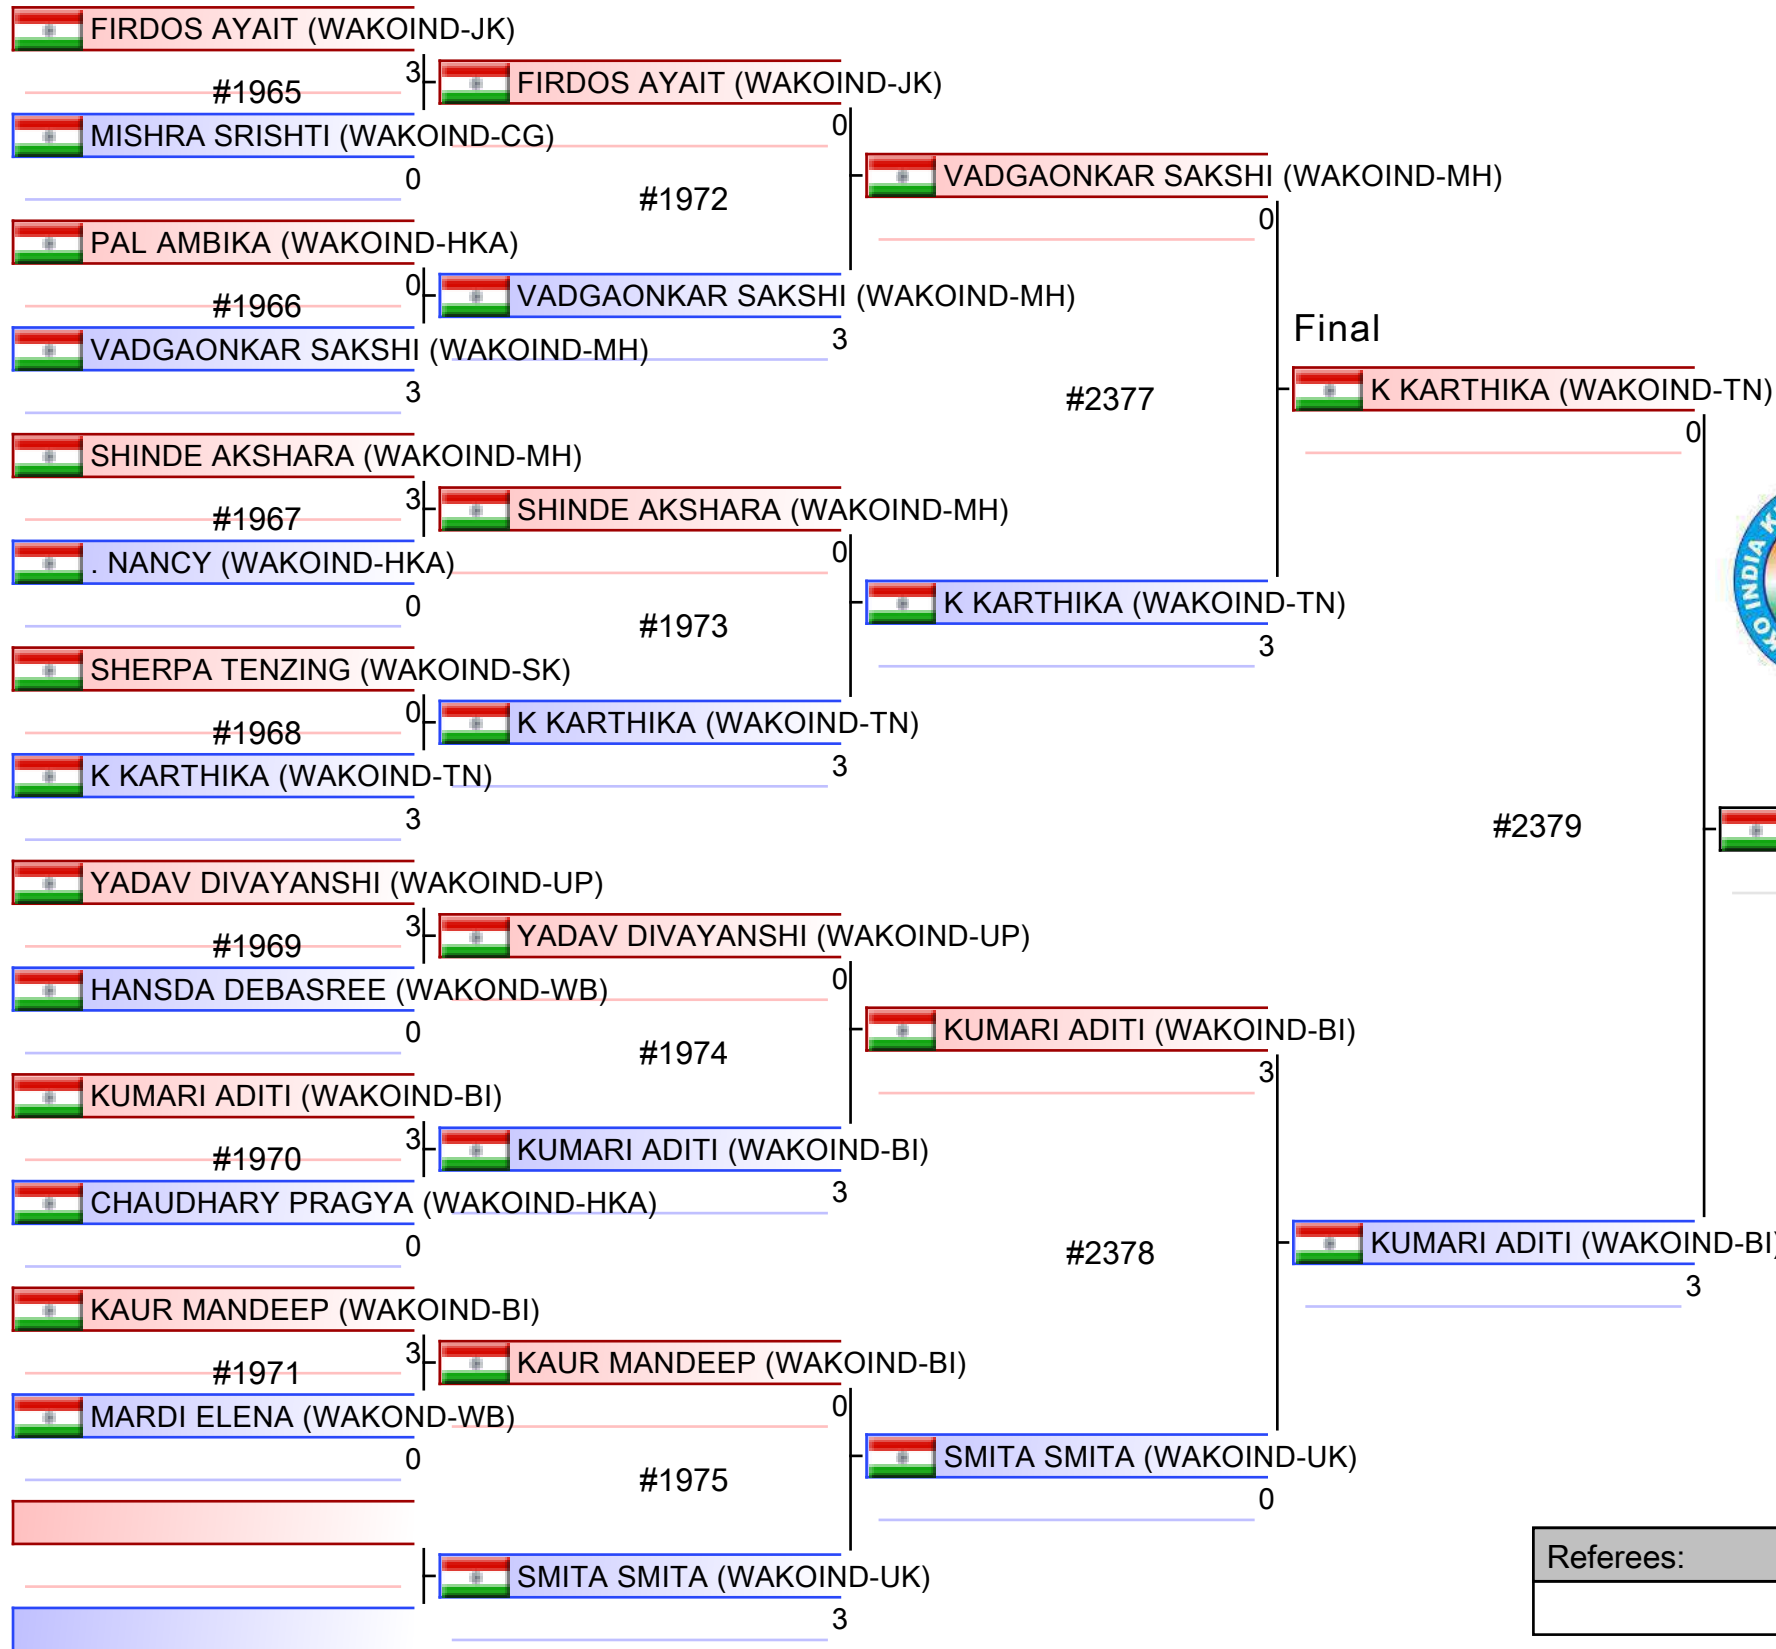 FIRDOS AYAIT (WAKOIND-JK)
3
#1965
MISHRA SRISHTI (WAKOIND-CG)
0
PAL AMBIKA (WAKOIND-HKA)
0
#1966
VADGAONKAR SAKSHI (WAKOIND-MH)
3
SHINDE AKSHARA (WAKOIND-MH)
3
#1967
. NANCY (WAKOIND-HKA)
0
SHERPA TENZING (WAKOIND-SK)
0
#1968
K KARTHIKA (WAKOIND-TN)
3
YADAV DIVAYANSHI (WAKOIND-UP)
3
#1969
HANSDA DEBASREE (WAKOND-WB)
0
KUMARI ADITI (WAKOIND-BI)
3
#1970
CHAUDHARY PRAGYA (WAKOIND-HKA)
0
KAUR MANDEEP (WAKOIND-BI)
3
#1971
MARDI ELENA (WAKOND-WB)
0
FIRDOS AYAIT (WAKOIND-JK)
0
#1972
VADGAONKAR SAKSHI (WAKOIND-MH)
3
SHINDE AKSHARA (WAKOIND-MH)
0
#1973
K KARTHIKA (WAKOIND-TN)
3
YADAV DIVAYANSHI (WAKOIND-UP)
0
#1974
KUMARI ADITI (WAKOIND-BI)
3
KAUR MANDEEP (WAKOIND-BI)
0
#1975
SMITA SMITA (WAKOIND-UK)
3
VADGAONKAR SAKSHI (WAKOIND-MH)
0
#2377
K KARTHIKA (WAKOIND-TN)
3
KUMARI ADITI (WAKOIND-BI)
3
#2378
SMITA SMITA (WAKOIND-UK)
0
Final
K KARTHIKA (WAKOIND-TN)
0
#2379
KUMARI ADITI (WAKOIND-BI)
3
INDIA
Referees: